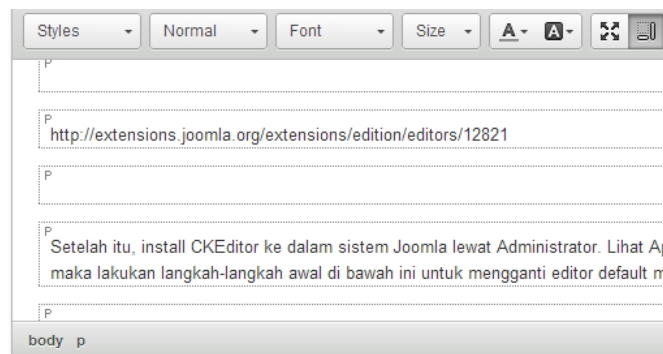 Styles Normal Font Size A A
P
P
http://extensions.joomla.org/extensions/edition/editors/12821
P
P
Setelah itu, install CKEditor ke dalam sistem Joomla lewat Administrator. Lihat
maka lakukan langkah-langkah awal di bawah ini untuk mengganti editor default
P
body p